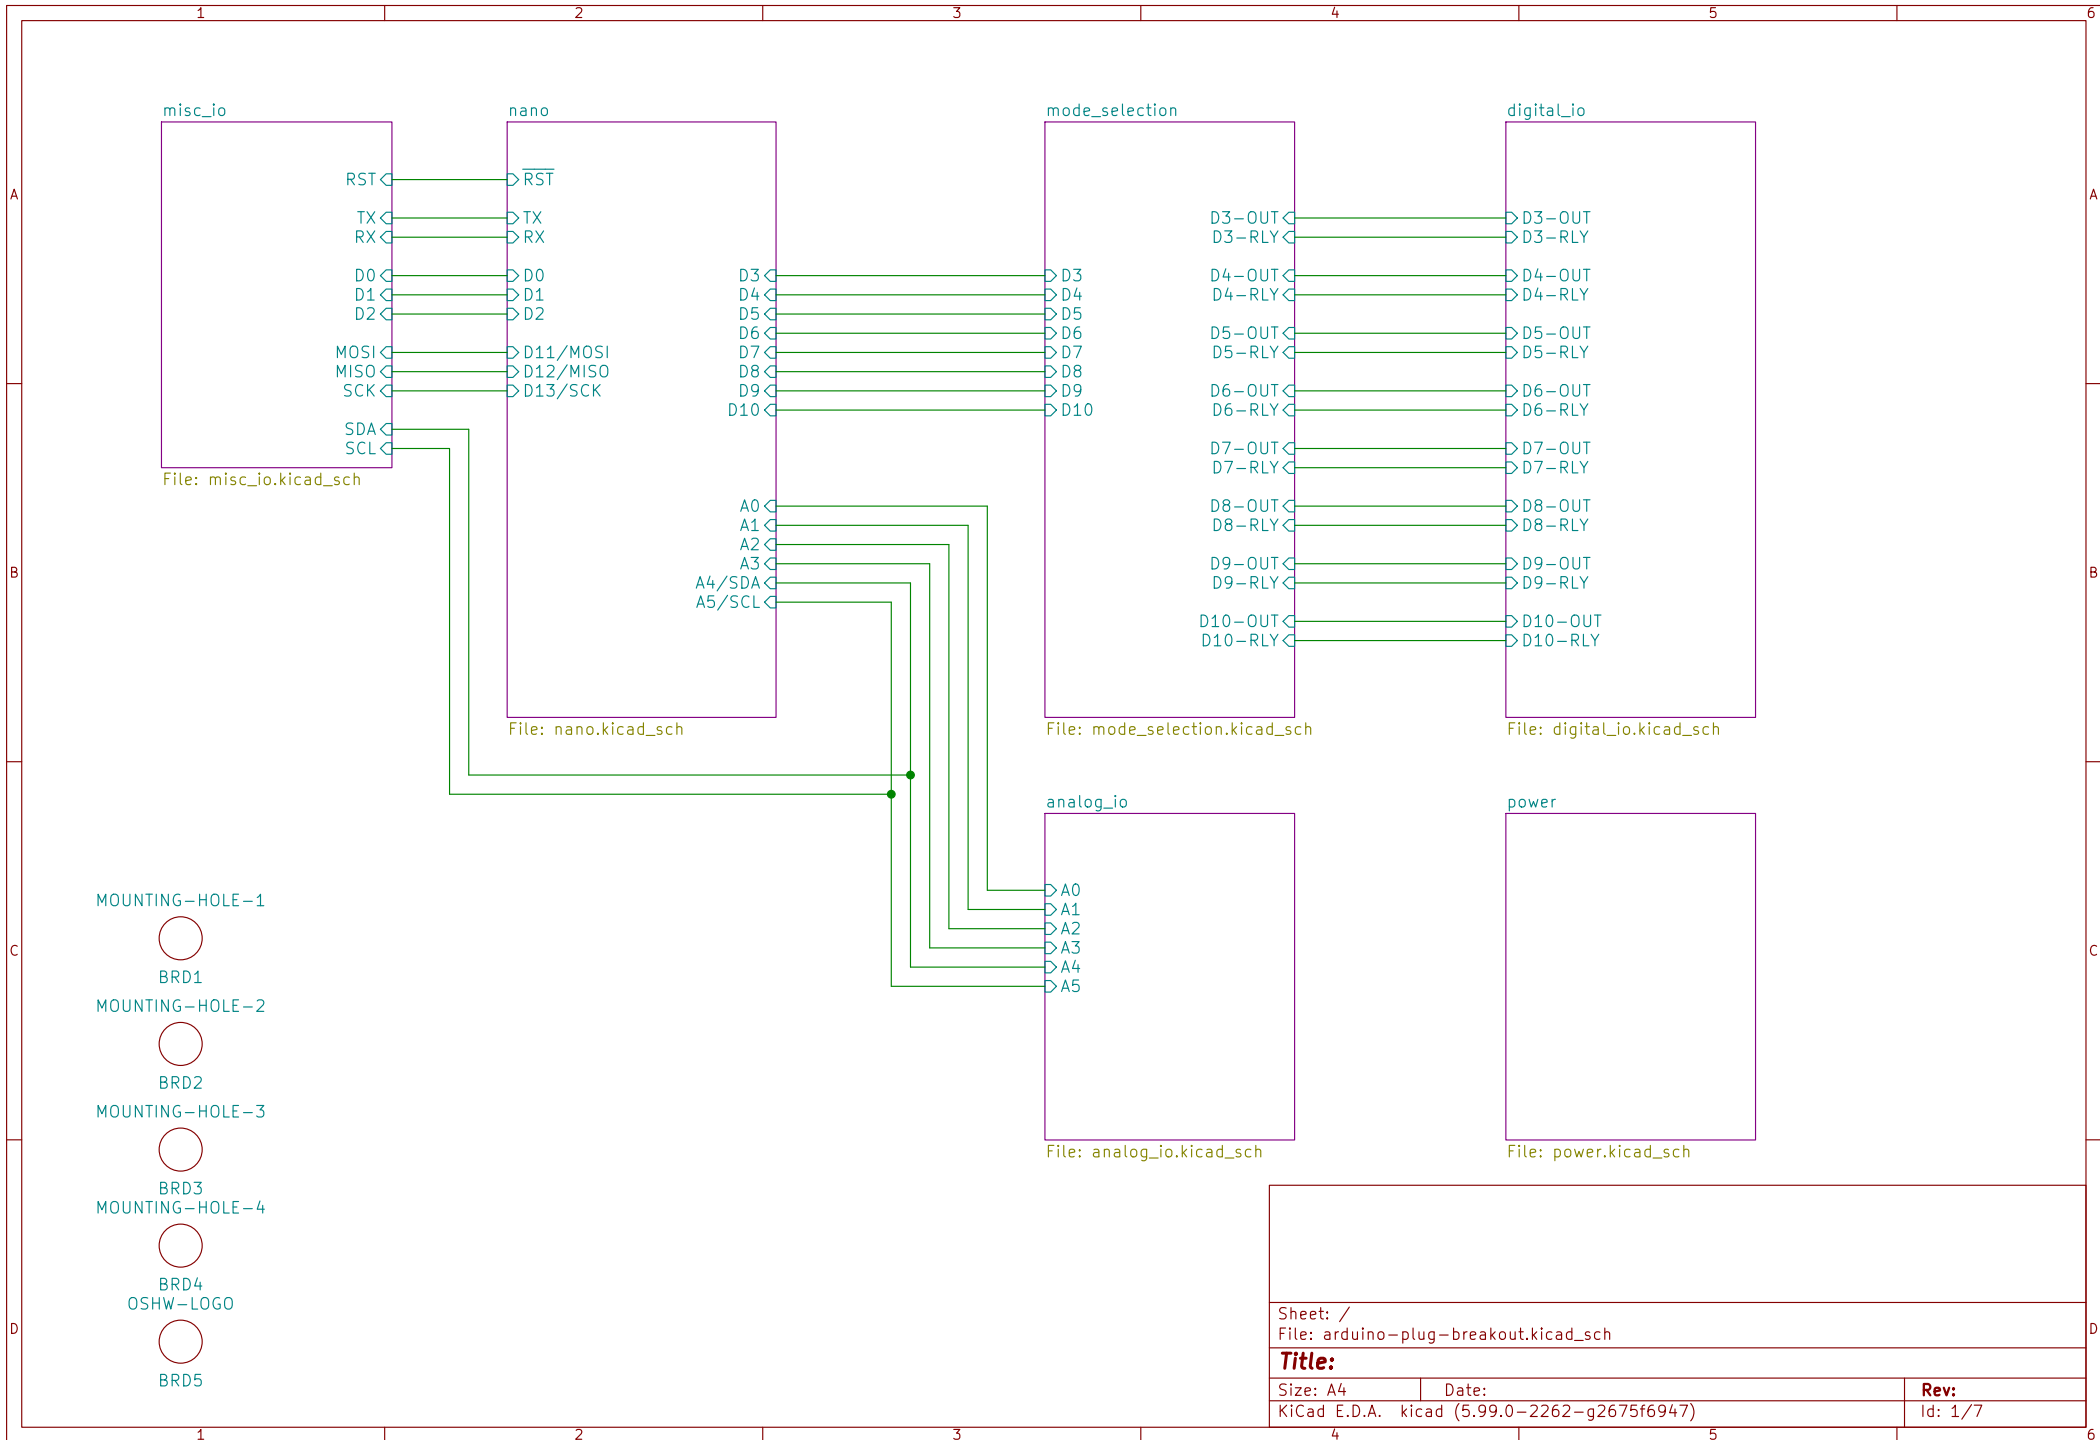 1 2 3 4 5 6
A
B
C
D
A
B
C
D
misc_io
RST
TX
RX
D0
D1
D2
MOSI
MISO
SCK
SDA
SCL
File: misc_io.kicad_sch
nano
RST
TX
RX
D0
D1
D2
D11/MOSI
D12/MISO
D13/SCK
D3
D4
D5
D6
D7
D8
D9
D10
A0
A1
A2
A3
A4/SDA
A5/SCL
File: nano.kicad_sch
mode_selection
D3
D4
D5
D6
D7
D8
D9
D10
D3-OUT
D3-RLY
D4-OUT
D4-RLY
D5-OUT
D5-RLY
D6-OUT
D6-RLY
D7-OUT
D7-RLY
D8-OUT
D8-RLY
D9-OUT
D9-RLY
D10-OUT
D10-RLY
File: mode_selection.kicad_sch
digital_io
D3-OUT
D3-RLY
D4-OUT
D4-RLY
D5-OUT
D5-RLY
D6-OUT
D6-RLY
D7-OUT
D7-RLY
D8-OUT
D8-RLY
D9-OUT
D9-RLY
D10-OUT
D10-RLY
File: digital_io.kicad_sch
analog_io
A0
A1
A2
A3
A4
A5
File: analog_io.kicad_sch
power
File: power.kicad_sch
MOUNTING-HOLE-1
BRD1
MOUNTING-HOLE-2
BRD2
MOUNTING-HOLE-3
BRD3
MOUNTING-HOLE-4
BRD4
OSHW-LOGO
BRD5
Sheet: /
File: arduino-plug-breakout.kicad_sch
Title:
Size: A4 Date: Rev:
KiCad E.D.A. kicad (5.99.0-2262-g2675f6947) Id: 1/7
1 2 3 4 5 6